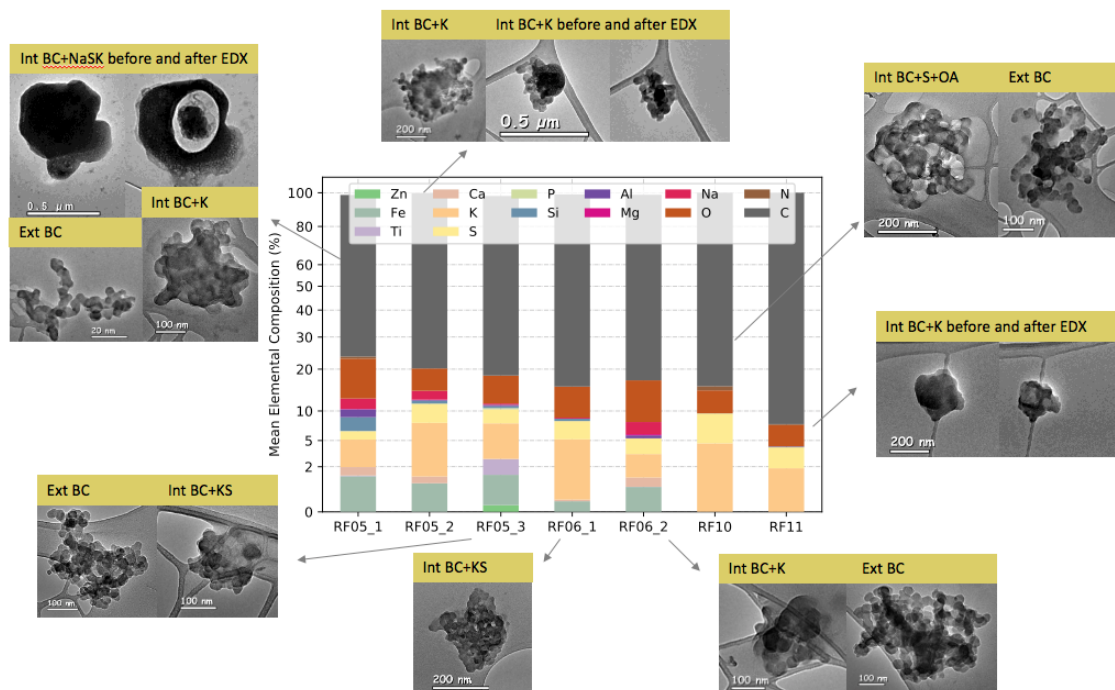 Int BC+K
Int BC+K before and after EDX
200 nm
0.5 µm
Int BC+NaSK before and after EDX
0.5 µm
Int BC+K
100 nm
Ext BC
20 nm
Int BC+S+OA
Ext BC
200 nm
100 nm
Zn
Fe
Ti
Ca
K
S
P
Si
Al
Mg
Na
O
N
C
Mean Elemental Composition (%)
100
80
60
50
40
30
20
10
5
2
0
RF05_1
RF05_2
RF05_3
RF06_1
RF06_2
RF10
RF11
Int BC+K before and after EDX
200 nm
Ext BC
Int BC+KS
100 nm
100 nm
Int BC+KS
200 nm
Int BC+K
Ext BC
100 nm
100 nm